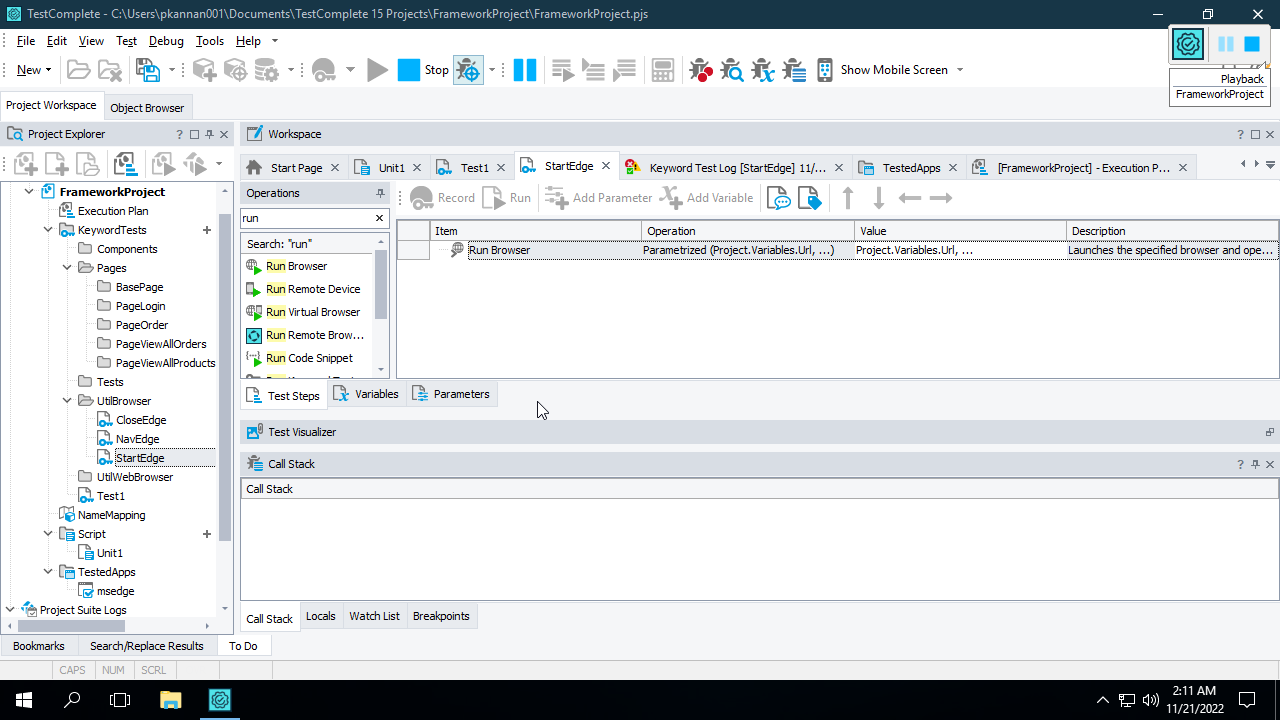 TestComplete - C:\Users\pkannan001\Documents\TestComplete 15 Projects\FrameworkProject\FrameworkProject.pjs
File Edit View Test Debug Tools Help
New
Stop
Show Mobile Screen
Playback
FrameworkProject
Project Workspace
Object Browser
Project Explorer
Workspace
FrameworkProject
Execution Plan
KeywordTests
Components
Pages
BasePage
PageLogin
PageOrder
PageViewAllOrders
PageViewAllProducts
Tests
UtilBrowser
CloseEdge
NavEdge
StartEdge
UtilWebBrowser
Test1
NameMapping
Script
Unit1
TestedApps
msedge
Project Suite Logs
Start Page
Unit1
Test1
StartEdge
Keyword Test Log [StartEdge] 11/...
TestedApps
[FrameworkProject] - Execution P...
Operations
run
Search: "run"
Run Browser
Run Remote Device
Run Virtual Browser
Run Remote Brow...
Run Code Snippet
Record
Run
Add Parameter
Add Variable
Item Operation Value Description
Run Browser Parametrized (Project.Variables.Url, ...) Project.Variables.Url, ... Launches the specified browser and ope...
Test Steps
Variables
Parameters
Test Visualizer
Call Stack
Call Stack
Call Stack
Locals
Watch List
Breakpoints
Bookmarks
Search/Replace Results
To Do
CAPS NUM SCRL
2:11 AM
11/21/2022